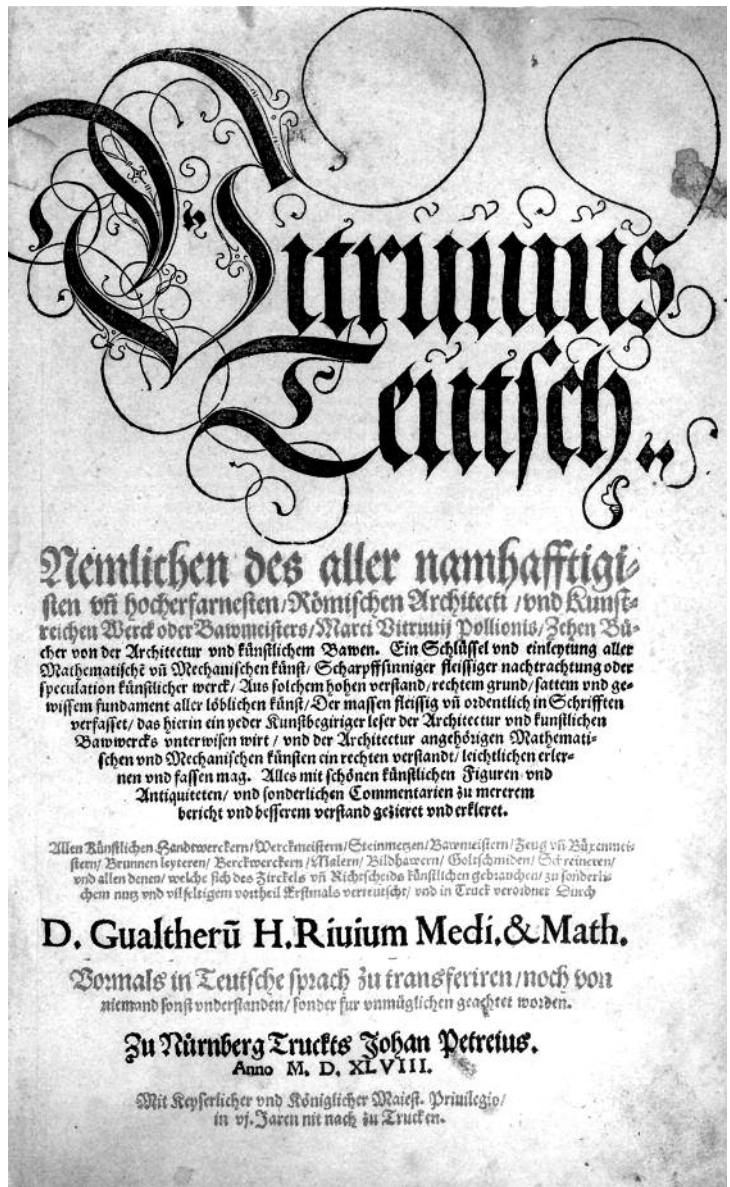 Vitruuius
Teutsch..
Nemlichen des aller namhafftigi⸗
sten vñ hocherfarnesten/Römischen Architecti /vnd Kunst⸗
reichen Werck oder Bawmeisters/Marci Vitruuij Pollionis/Zehen Bü⸗
cher von der Architectur vnd künstlichem Bawen. Ein Schlüssel vnd einleytung aller
Mathematischẽ vñ Mechanischen künst/ Scharpffsinniger fleissiger nachtrachtung oder
speculation künstlicher werck/ Aus solchem hohen verstand/rechtem grund/sattem vnd ge⸗
wissem fundament aller löblichen künst/Der massen fleissig vñ ordentlich in Schrifften
verfasset/ das hierin ein yeder Kunstbegiriger leser der Architectur vnd kunstlichen
Bawwercks vnterwisen wirt / vnd der Architectur angehörigen Mathemati⸗
schen vnd Mechanischen künsten ein rechten verstandt/ leichtlichen erler⸗
nen vnd fassen mag. Alles mit schönen künstlichen Figuren vnd
Antiquiteten/ vnd sonderlichen Commentarien zu mererem
bericht vnd besserem verstand gezieret vnd erkleret.
Allen Künstlichen Handtwerckern/Werckmeistern/Steinmetzen/Bawmeistern/Zeug vñ Büxenmei⸗
stern/ Brunnen leyteren/ Berckwerckern /Malern/ Bildhawern/ Goltschmiden/ Schreineren/
vnd allen denen/ welche sich des Zirckels vñ Richtscheids künstlichen gebrauchen/ zu sonderli⸗
chem nutz vnd vilfeltigem vortheil Erstmals verteutscht/ vnd in Truck verordnet Durch
D. Gualtherū H.Riuium Medi.&Math.
Vormals in Teutsche sprach zu transferiren/noch von
niemand sonst vnderstanden/ sonder fur vnmüglichen geachtet worden.
Zu Nürnberg Truckts Johan Petreius.
Anno M. D. XLVIII.
Mit Keyserlicher vnd Königlicher Maiest. Priuilegio/
in vj. Jaren nit nach zu Trucken.